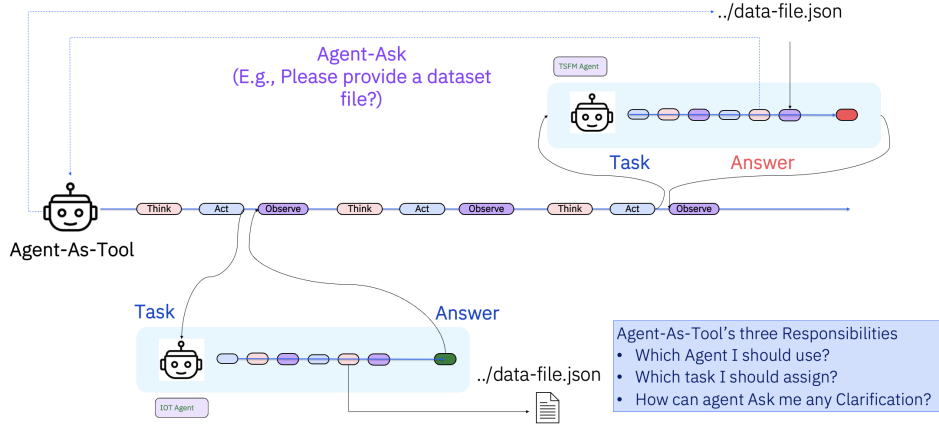 ../data-file.json
Agent-Ask
(E.g., Please provide a dataset
file?)
TSFM Agent
Task
Answer
Think
Act
Observe
Think
Act
Observe
Think
Act
Observe
Agent-As-Tool
Task
Answer
IOT Agent
../data-file.json
Agent-As-Tool's three Responsibilities
• Which Agent I should use?
• Which task I should assign?
• How can agent Ask me any Clarification?